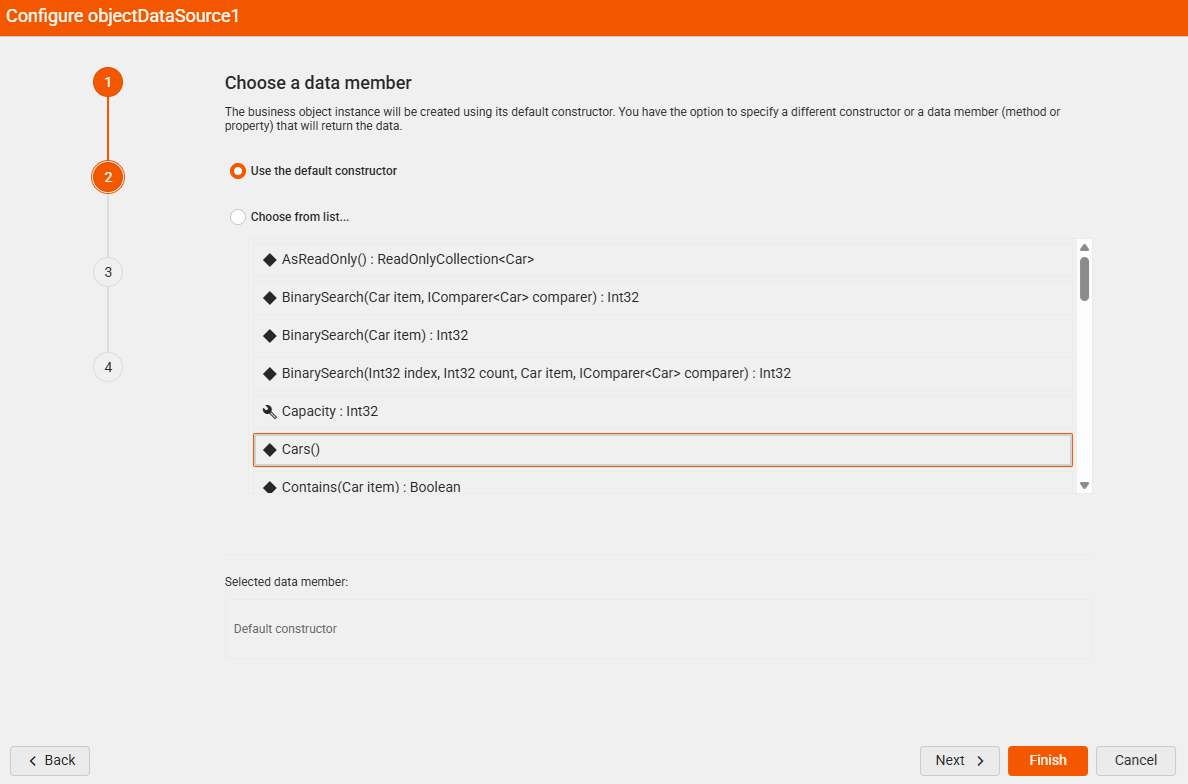 Configure objectDataSource1
1
Choose a data member
The business object instance will be created using its default constructor. You have the option to specify a different constructor or a data member (method or
property) that will return the data.
Use the default constructor
2
Choose from list...
AsReadOnly() : ReadOnlyCollection<Car>
3
BinarySearch(Car item, IComparer<Car> comparer) : Int32
BinarySearch(Car item) : Int32
4
BinarySearch(Int32 index, Int32 count, Car item, IComparer<Car> comparer) : Int32
Capacity : Int32
Cars()
Contains(Car item) : Boolean
Selected data member:
Default constructor
Back
Next
Finish
Cancel